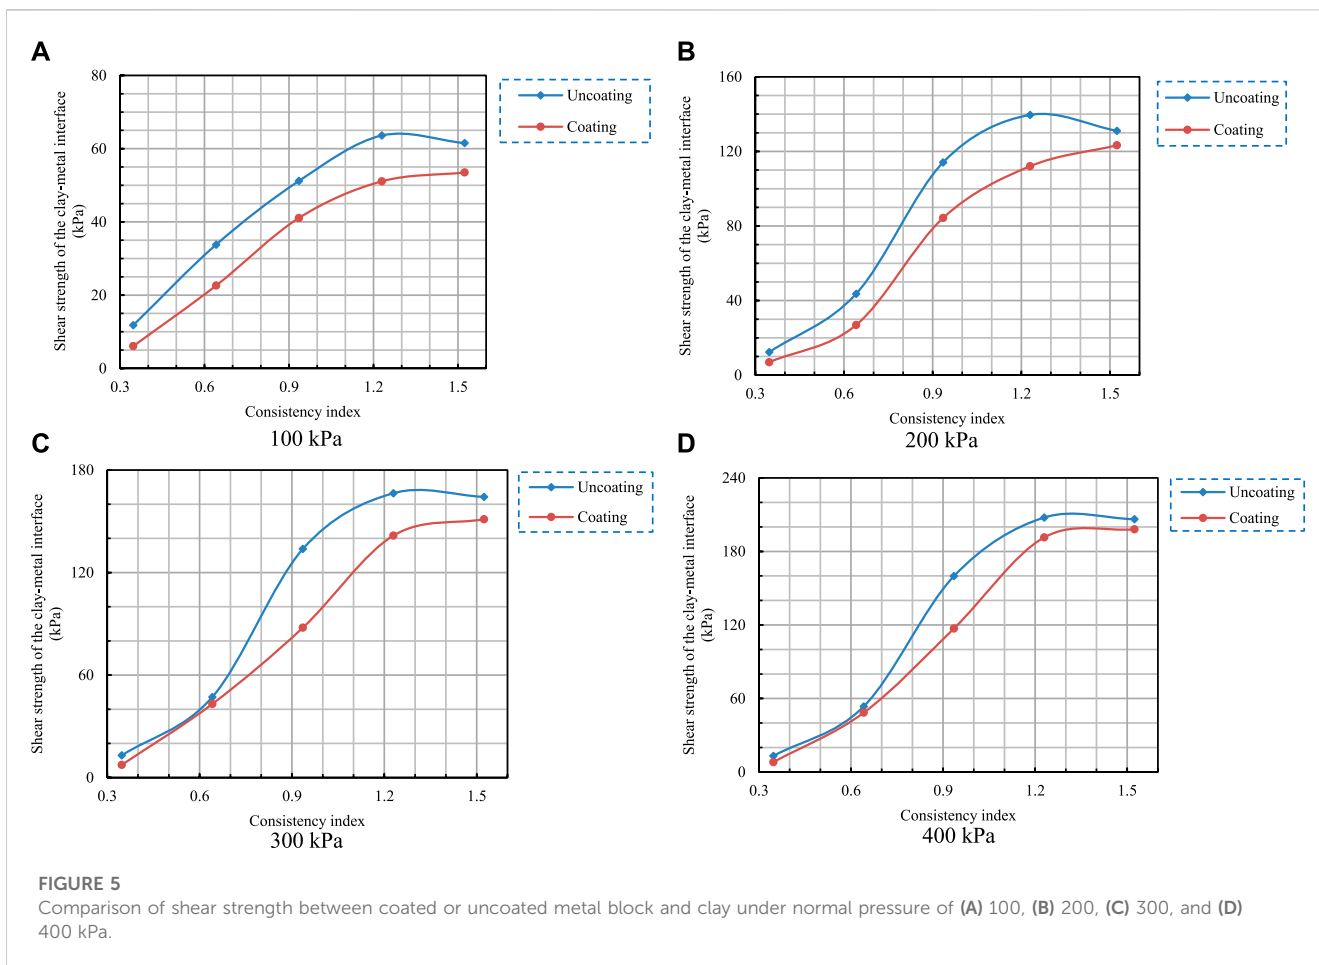 A
Shear strength of the clay-metal interface
(kPa)
80
60
40
20
0
0.3 0.6 0.9 1.2 1.5
Consistency index
100 kPa
Uncoating
Coating
B
Shear strength of the clay-metal interface
(kPa)
160
120
80
40
0
0.3 0.6 0.9 1.2 1.5
Consistency index
200 kPa
Uncoating
Coating
C
Shear strength of the clay-metal interface
(kPa)
180
120
60
0
0.3 0.6 0.9 1.2 1.5
Consistency index
300 kPa
Uncoating
Coating
D
Shear strength of the clay-metal interface
(kPa)
240
180
120
60
0
0.3 0.6 0.9 1.2 1.5
Consistency index
400 kPa
Uncoating
Coating
FIGURE 5
Comparison of shear strength between coated or uncoated metal block and clay under normal pressure of (A) 100, (B) 200, (C) 300, and (D)
400 kPa.